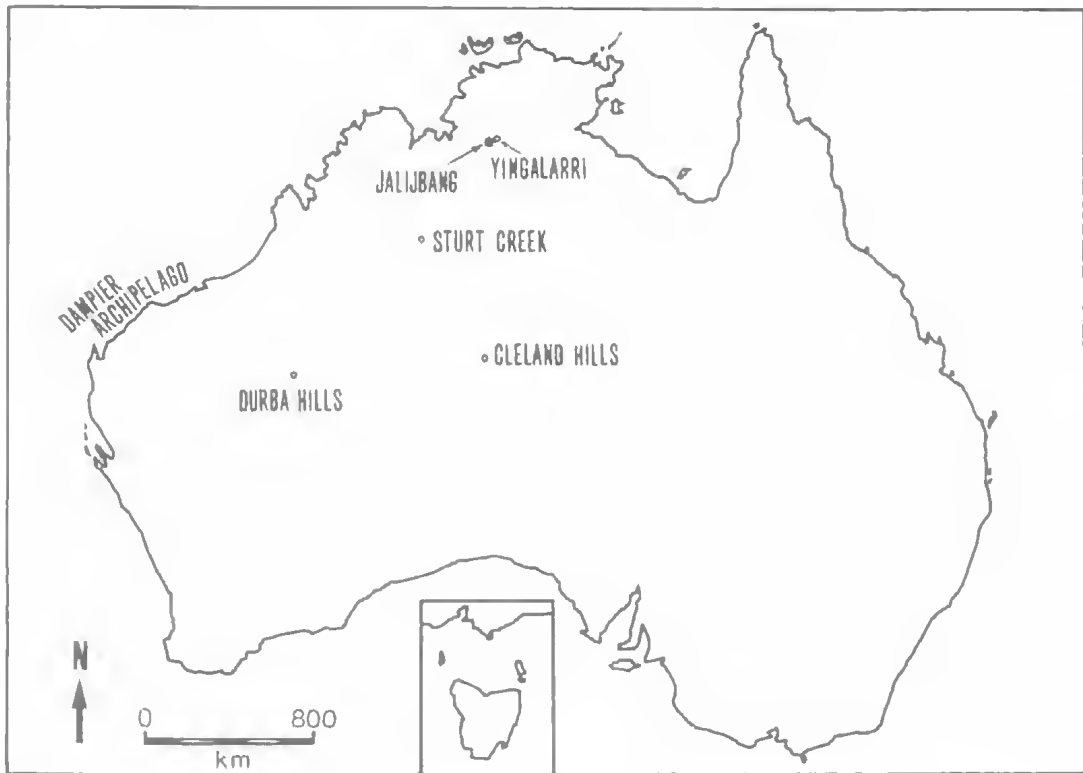 JALIJBANG
YINGALARRI
STURT CREEK
DAMPIER
ARCHIPELAGO
CLELAND HILLS
DURBA HILLS
N
0 800
km